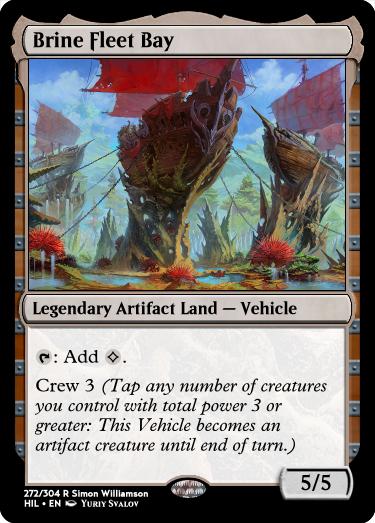 Brine Fleet Bay
Legendary Artifact Land — Vehicle
: Add .
Crew 3 (Tap any number of creatures
you control with total power 3 or
greater: This Vehicle becomes an
artifact creature until end of turn.)
5/5
272/304 R Simon Williamson
HIL • EN Yuriy Svalov